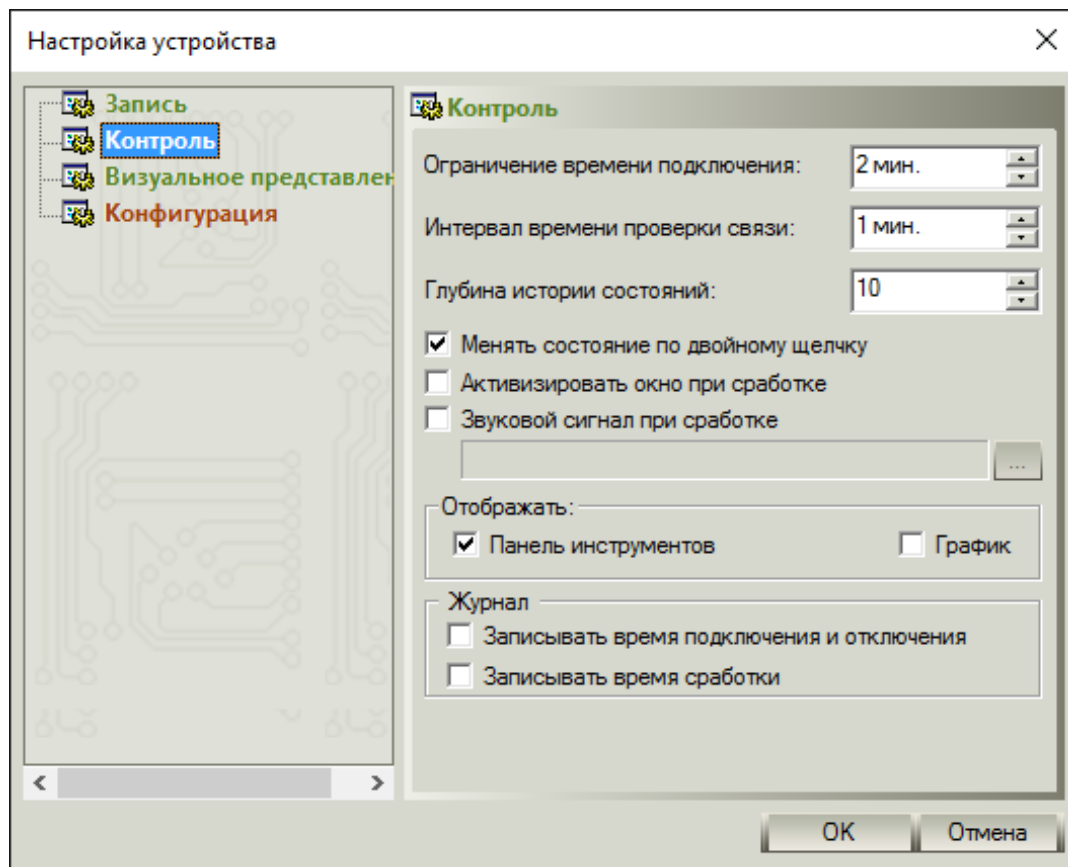 Настройка устройства
Запись
Контроль
Визуальное представлен
Конфигурация
Контроль
Ограничение времени подключения: 2 мин.
Интервал времени проверки связи: 1 мин.
Глубина истории состояний: 10
Менять состояние по двойному щелчку
Активизировать окно при сработке
Звуковой сигнал при сработке
...
Отображать:
Панель инструментов График
Журнал
Записывать время подключения и отключения
Записывать время сработки
OK Отмена